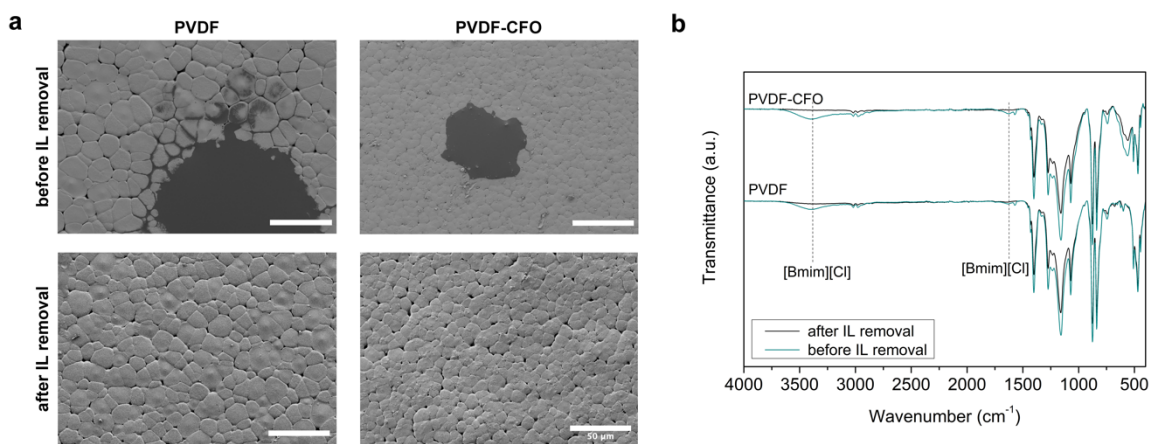 a
PVDF
PVDF-CFO
before IL removal
after IL removal
50 µm
b
PVDF-CFO
PVDF
[Bmim][Cl]
[Bmim][Cl]
Transmittance (a.u.)
after IL removal
before IL removal
4000 3500 3000 2500 2000 1500 1000 500
Wavenumber (cm⁻¹)